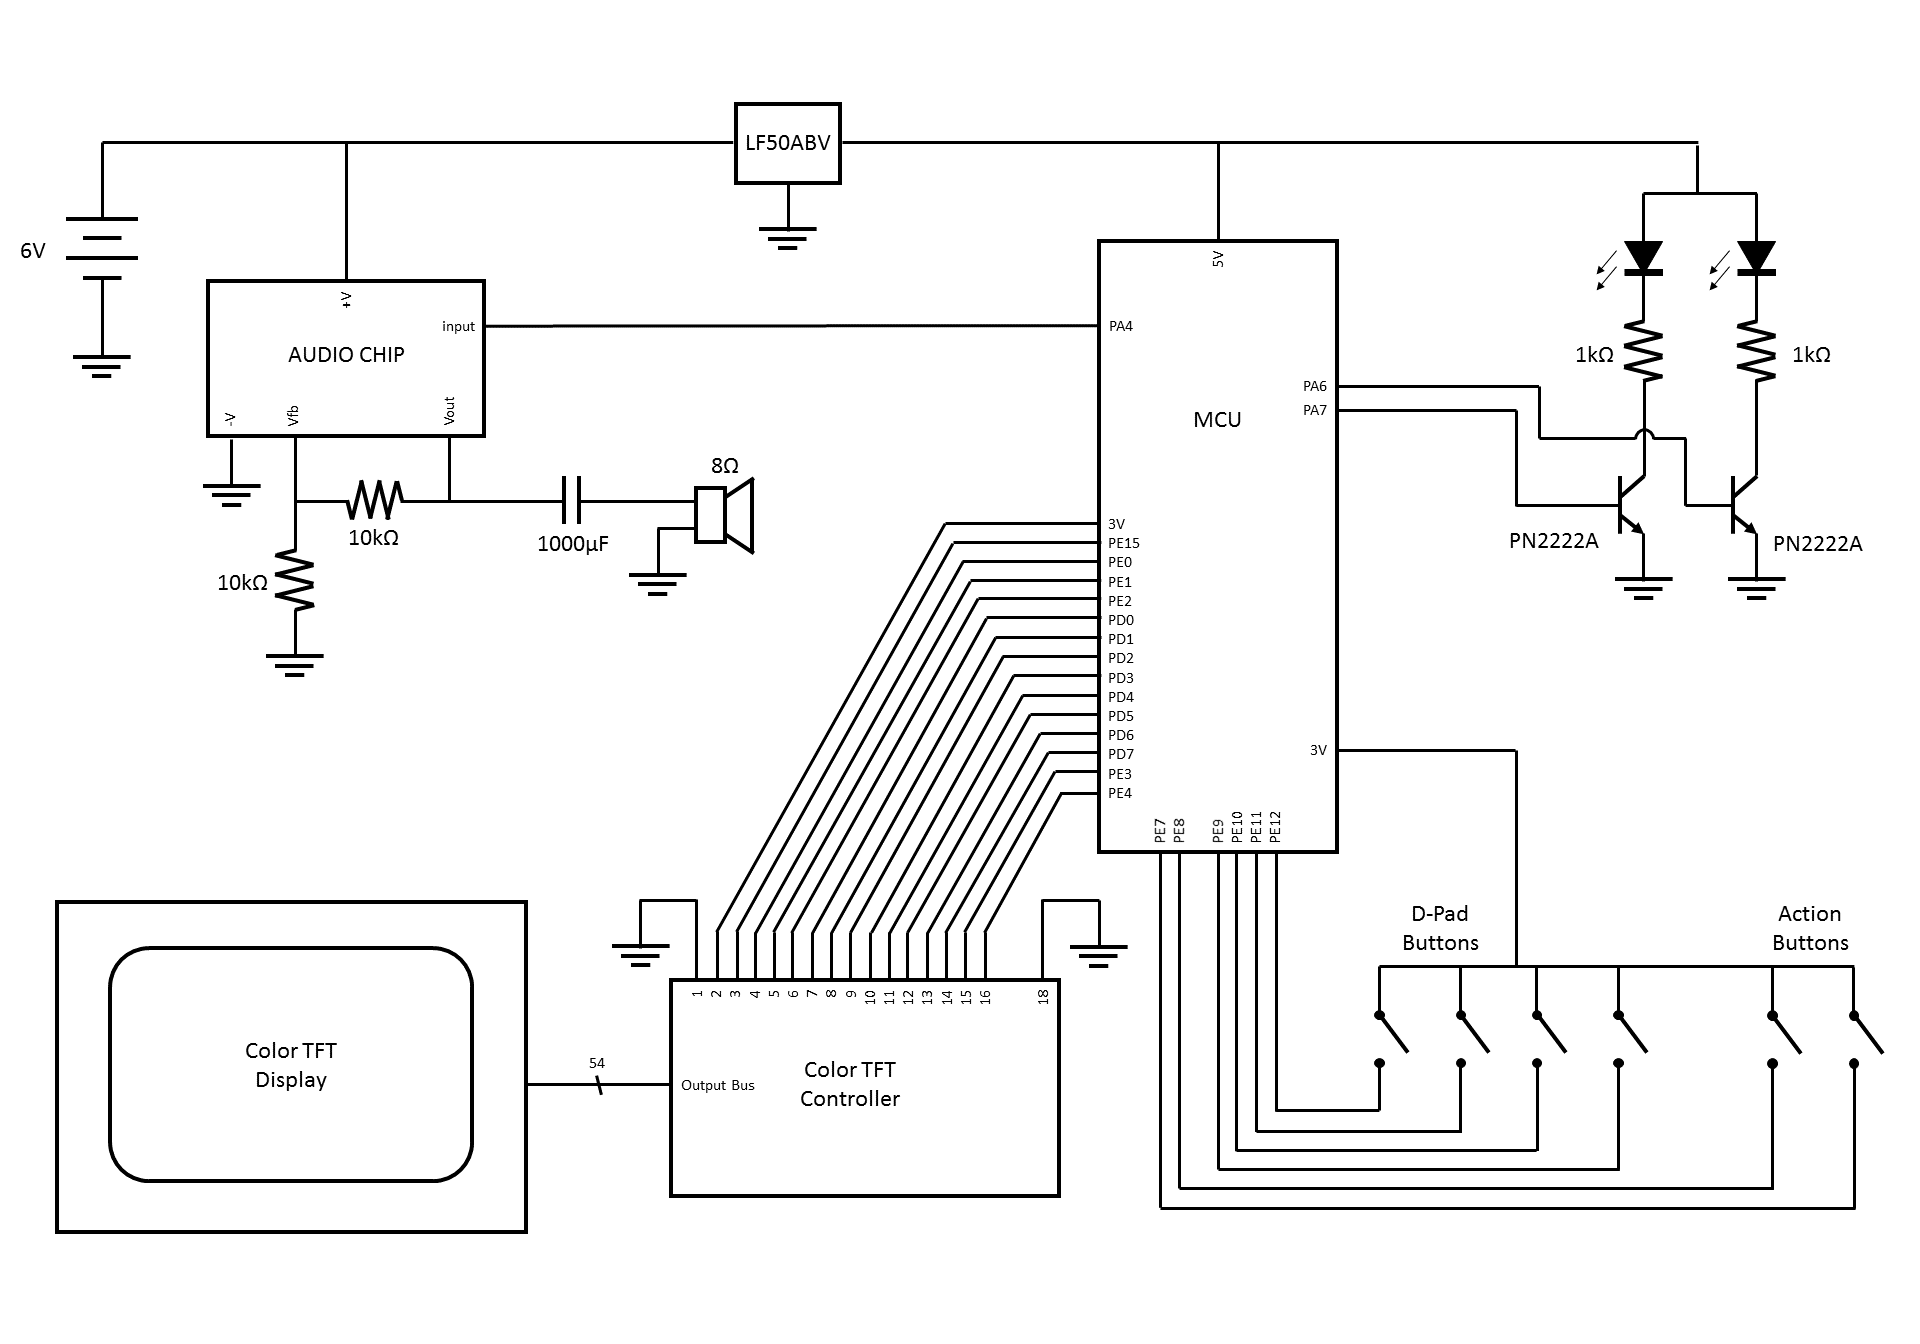 LF50ABV
6V
+V
input
AUDIO CHIP
-V
Vfb
Vout
10kΩ
10kΩ
1000µF
8Ω
5V
PA4
MCU
PA6
PA7
1kΩ
1kΩ
PN2222A
PN2222A
3V
PE15
PE0
PE1
PE2
PD0
PD1
PD2
PD3
PD4
PD5
PD6
PD7
PE3
PE4
3V
PE7
PE8
PE9
PE10
PE11
PE12
D-Pad
Buttons
Action
Buttons
1
2
3
4
5
6
7
8
9
10
11
12
13
14
15
16
18
Color TFT
Display
54
Output Bus
Color TFT
Controller